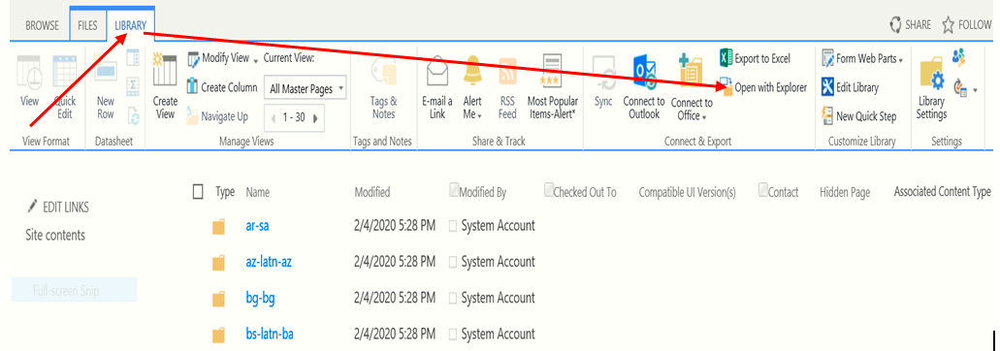 BROWSE FILES LIBRARY SHARE FOLLOW
View Quick Edit
View Format
New Row
Datasheet
Create View
Modify View
Create Column
Navigate Up
Current View:
All Master Pages
1 - 30
Manage Views
Tags & Notes
Tags and Notes
E-mail a Link
Alert Me
RSS Feed
Most Popular Items-Alert*
Share & Track
Sync
Connect to Outlook
Connect to Office
Export to Excel
Open with Explorer
Connect & Export
Form Web Parts
Edit Library
New Quick Step
Customize Library
Library Settings
Settings
EDIT LINKS
Site contents
Full-screen Snip
Type Name Modified Modified By Checked Out To Compatible UI Version(s) Contact Hidden Page Associated Content Type
ar-sa 2/4/2020 5:28 PM System Account
az-latn-az 2/4/2020 5:28 PM System Account
bg-bg 2/4/2020 5:28 PM System Account
bs-latn-ba 2/4/2020 5:28 PM System Account